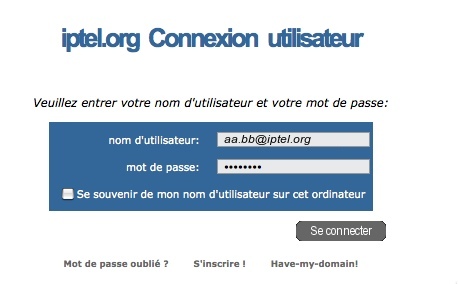 iptel.org Connexion utilisateur
Veuillez entrer votre nom d'utilisateur et votre mot de passe:
nom d'utilisateur: aa.bb@iptel.org
mot de passe: ••••••••
Se souvenir de mon nom d'utilisateur sur cet ordinateur
Se connecter
Mot de passe oublié ? S'inscrire ! Have-my-domain!